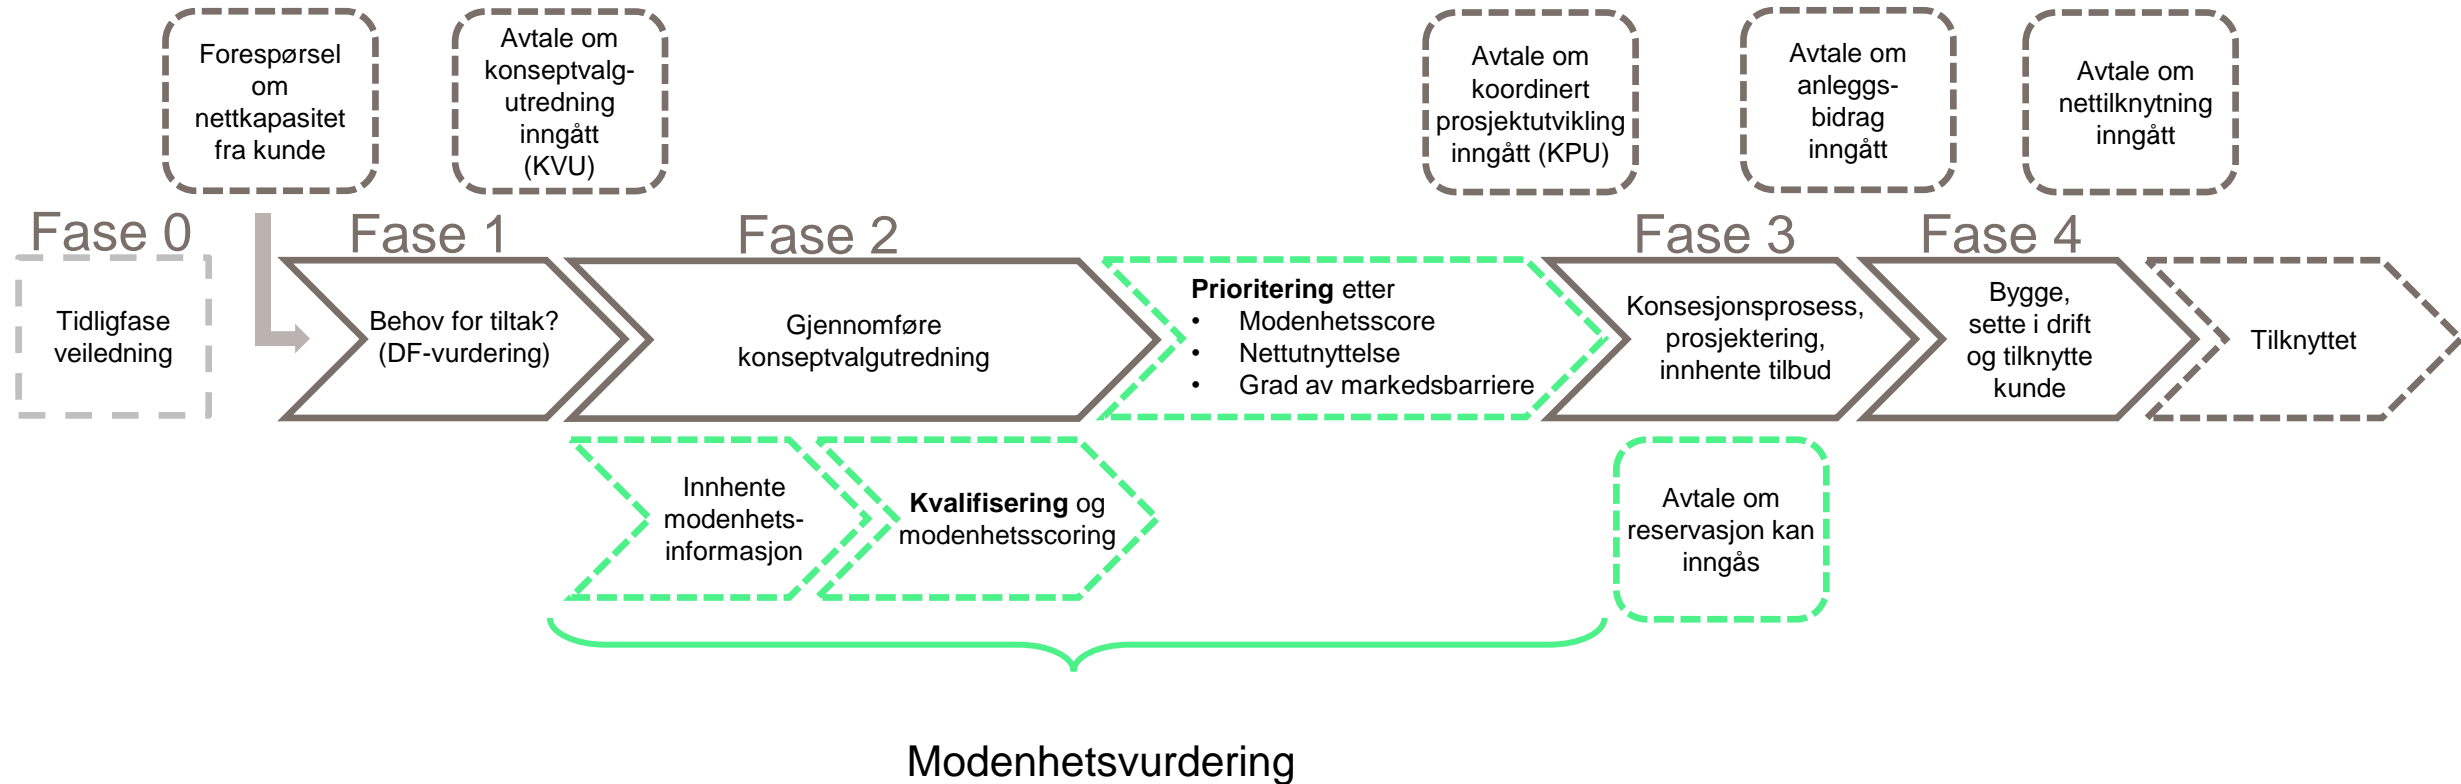 Forespørsel
om
nettkapasitet
fra kunde
Avtale om
konseptvalg-
utredning
inngått
(KVU)
Avtale om
koordinert
prosjektutvikling
inngått (KPU)
Avtale om
anleggs-
bidrag
inngått
Avtale om
nettilknytning
inngått
Fase 0
Fase 1
Fase 2
Fase 3
Fase 4
Tidligfase
veiledning
Behov for tiltak?
(DF-vurdering)
Gjennomføre
konseptvalgutredning
Prioritering etter
• Modenhetsscore
• Nettutnyttelse
• Grad av markedsbarriere
Konsesjonsprosess,
prosjektering,
innhente tilbud
Bygge,
sette i drift
og tilknytte
kunde
Tilknyttet
Innhente
modenhets-
informasjon
Kvalifisering og
modenhetsscoring
Avtale om
reservasjon kan
inngås
Modenhetsvurdering